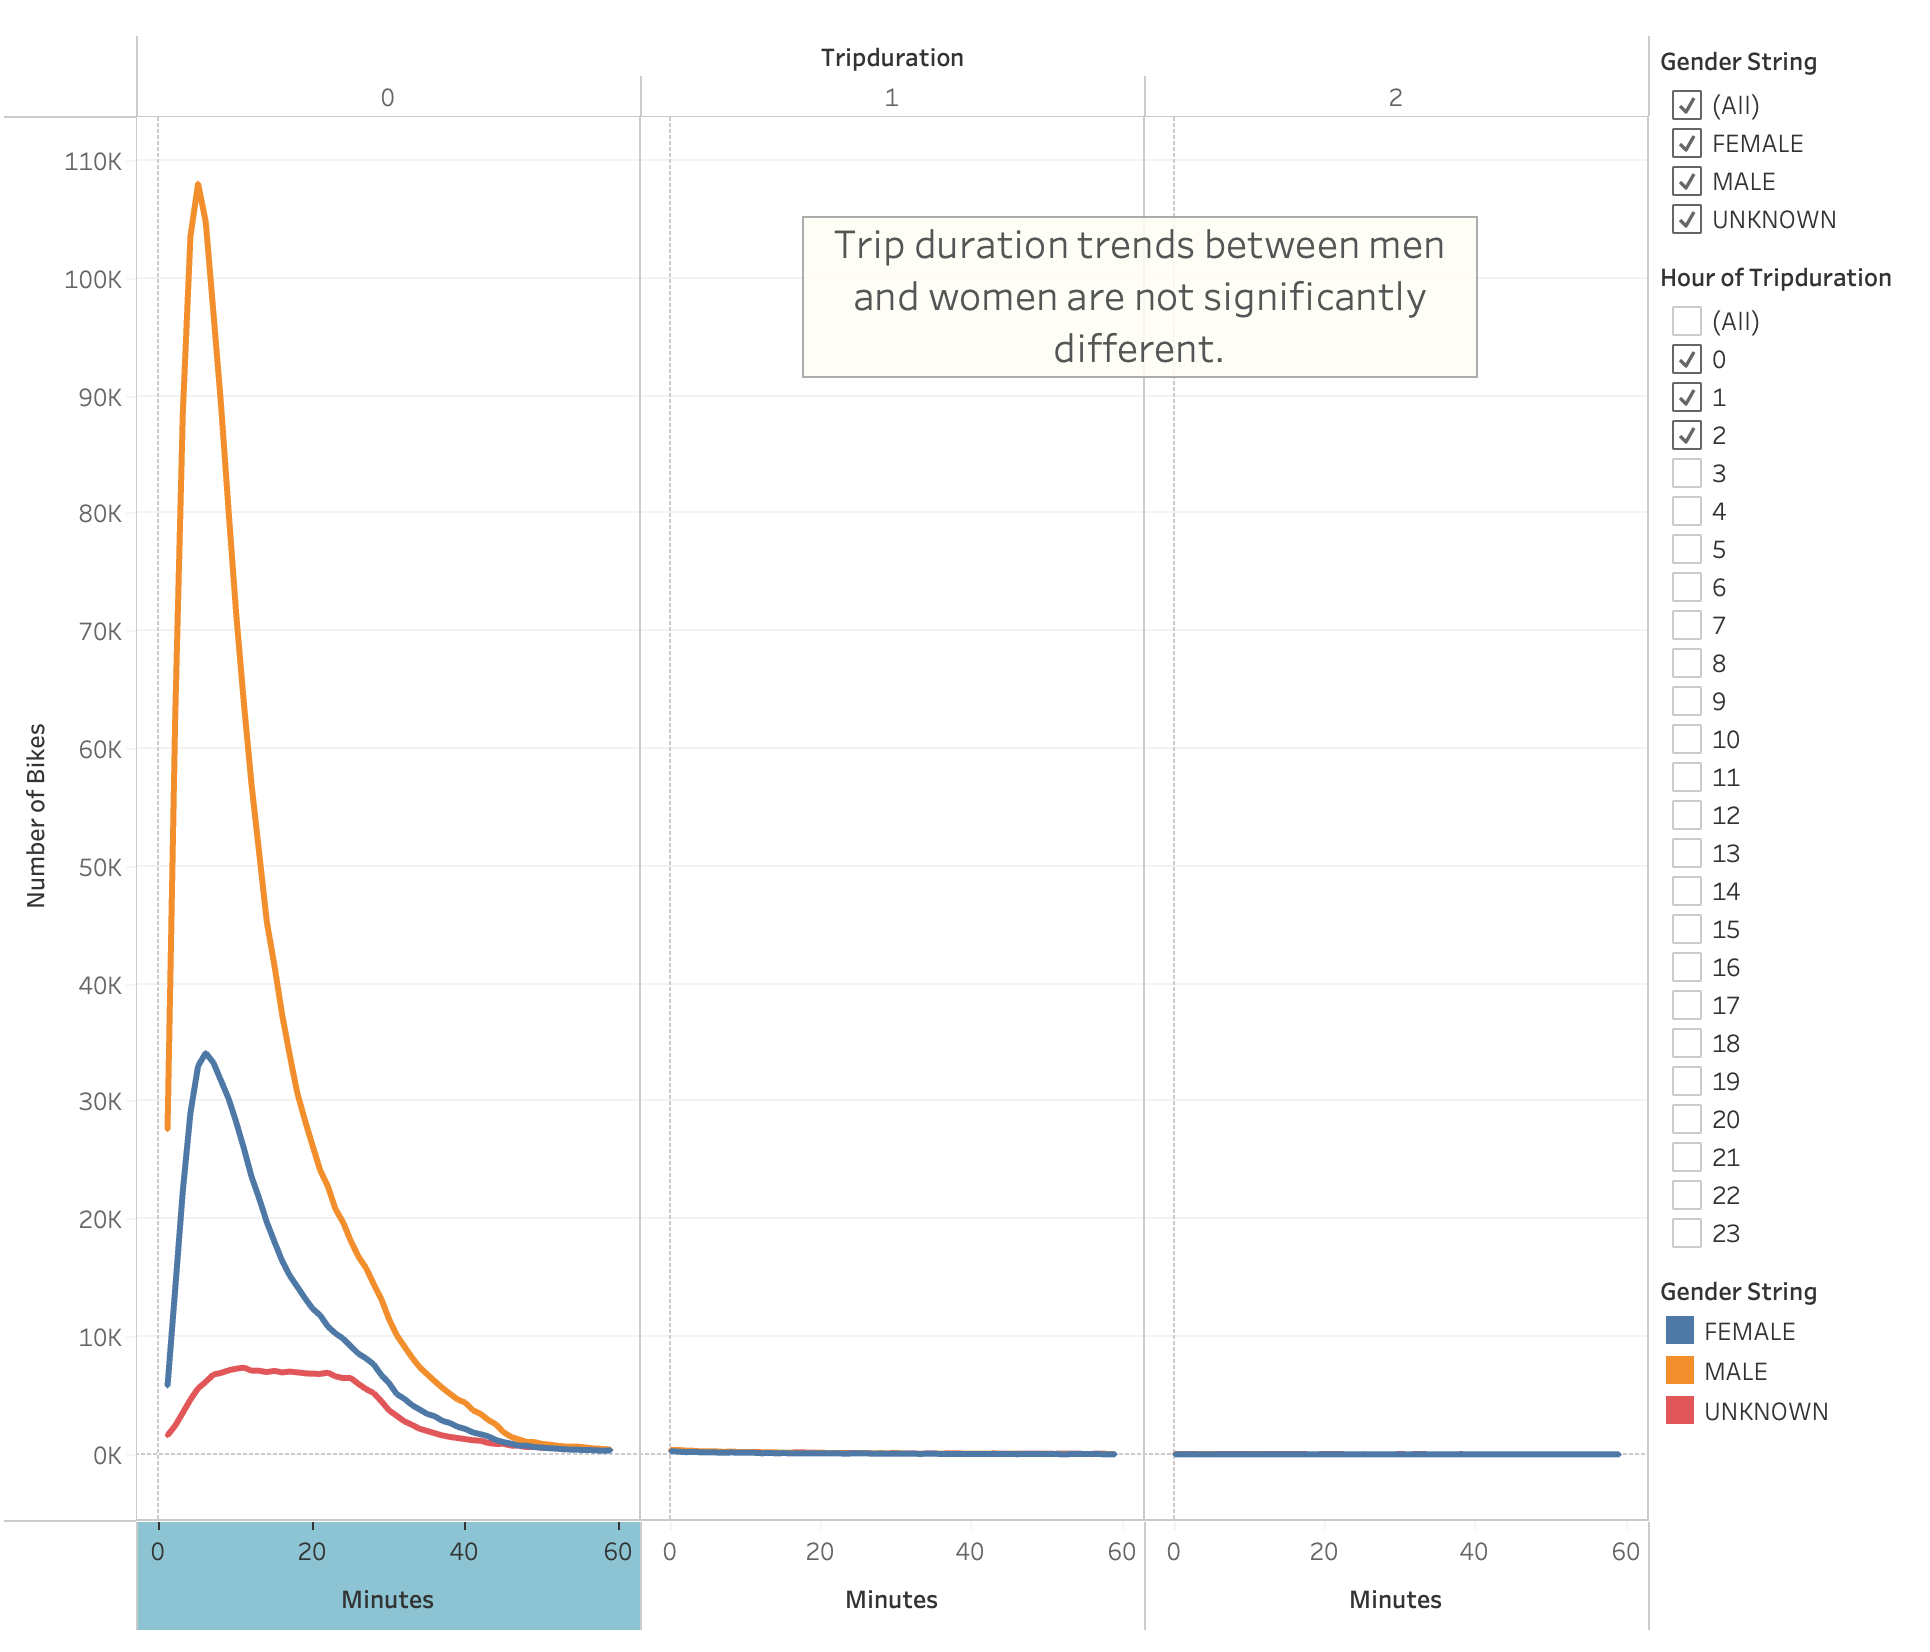 Tripduration
0
1
2
110K
100K
90K
80K
70K
60K
50K
40K
30K
20K
10K
0K
Number of Bikes
Trip duration trends between men
and women are not significantly
different.
0 20 40 60
0 20 40 60
0 20 40 60
Minutes
Minutes
Minutes
Gender String
(All)
FEMALE
MALE
UNKNOWN
Hour of Tripduration
(All)
0
1
2
3
4
5
6
7
8
9
10
11
12
13
14
15
16
17
18
19
20
21
22
23
Gender String
FEMALE
MALE
UNKNOWN